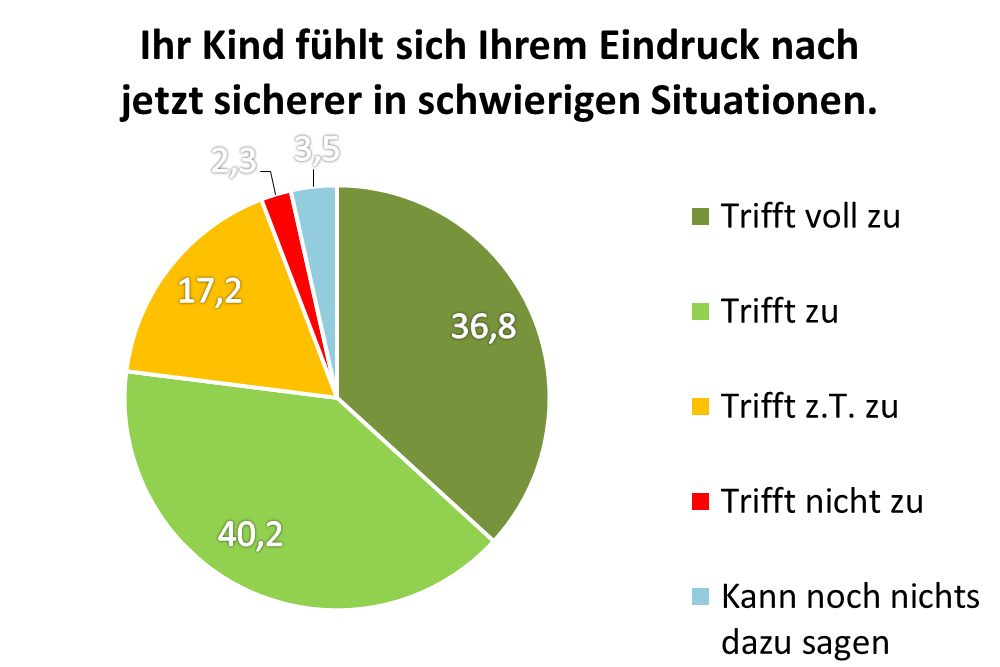 Ihr Kind fühlt sich Ihrem Eindruck nach
jetzt sicherer in schwierigen Situationen.
2,3
3,5
17,2
36,8
40,2
Trifft voll zu
Trifft zu
Trifft z.T. zu
Trifft nicht zu
Kann noch nichts
dazu sagen